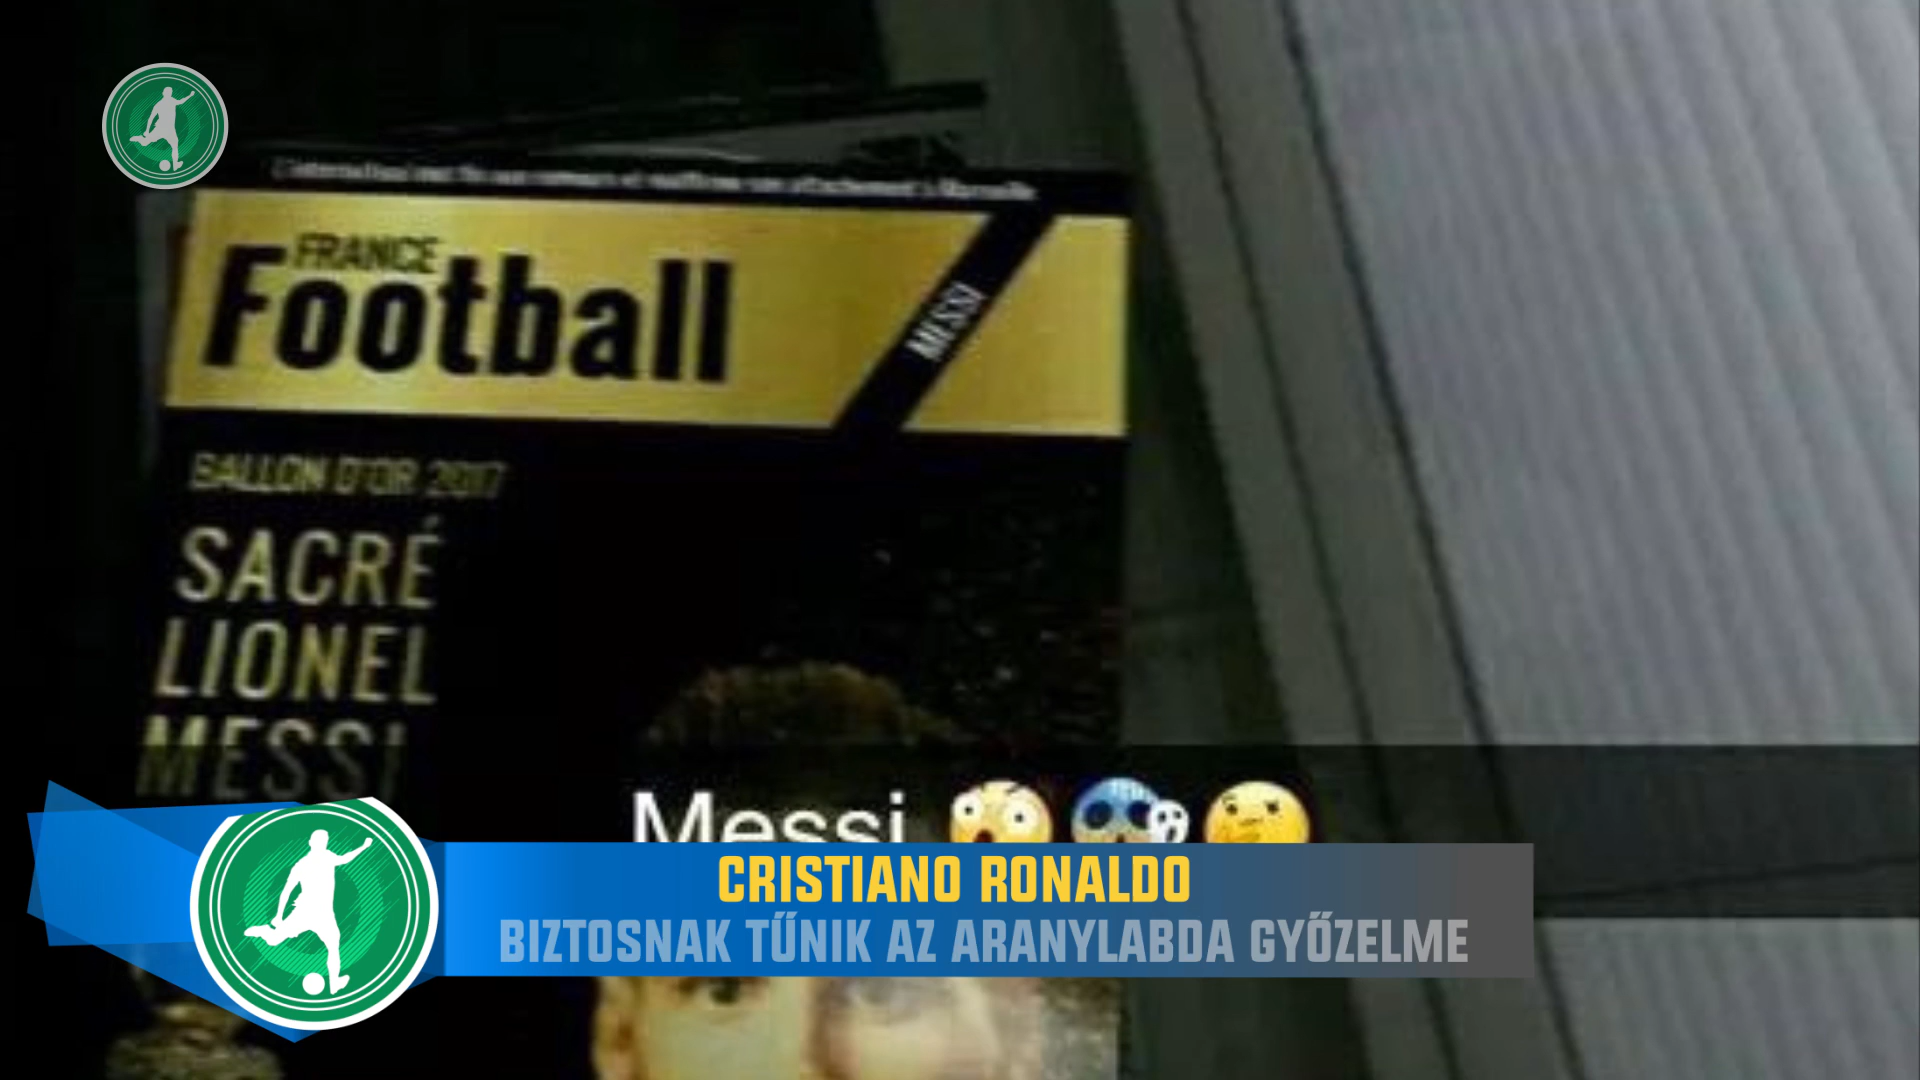 FRANCE
Football
MESSI
BALLON D'OR 2017
SACRÉ
LIONEL
MESSI
Messi 😲😱🤔
CRISTIANO RONALDO
BIZTOSNAK TŰNIK AZ ARANYLABDA GYŐZELME